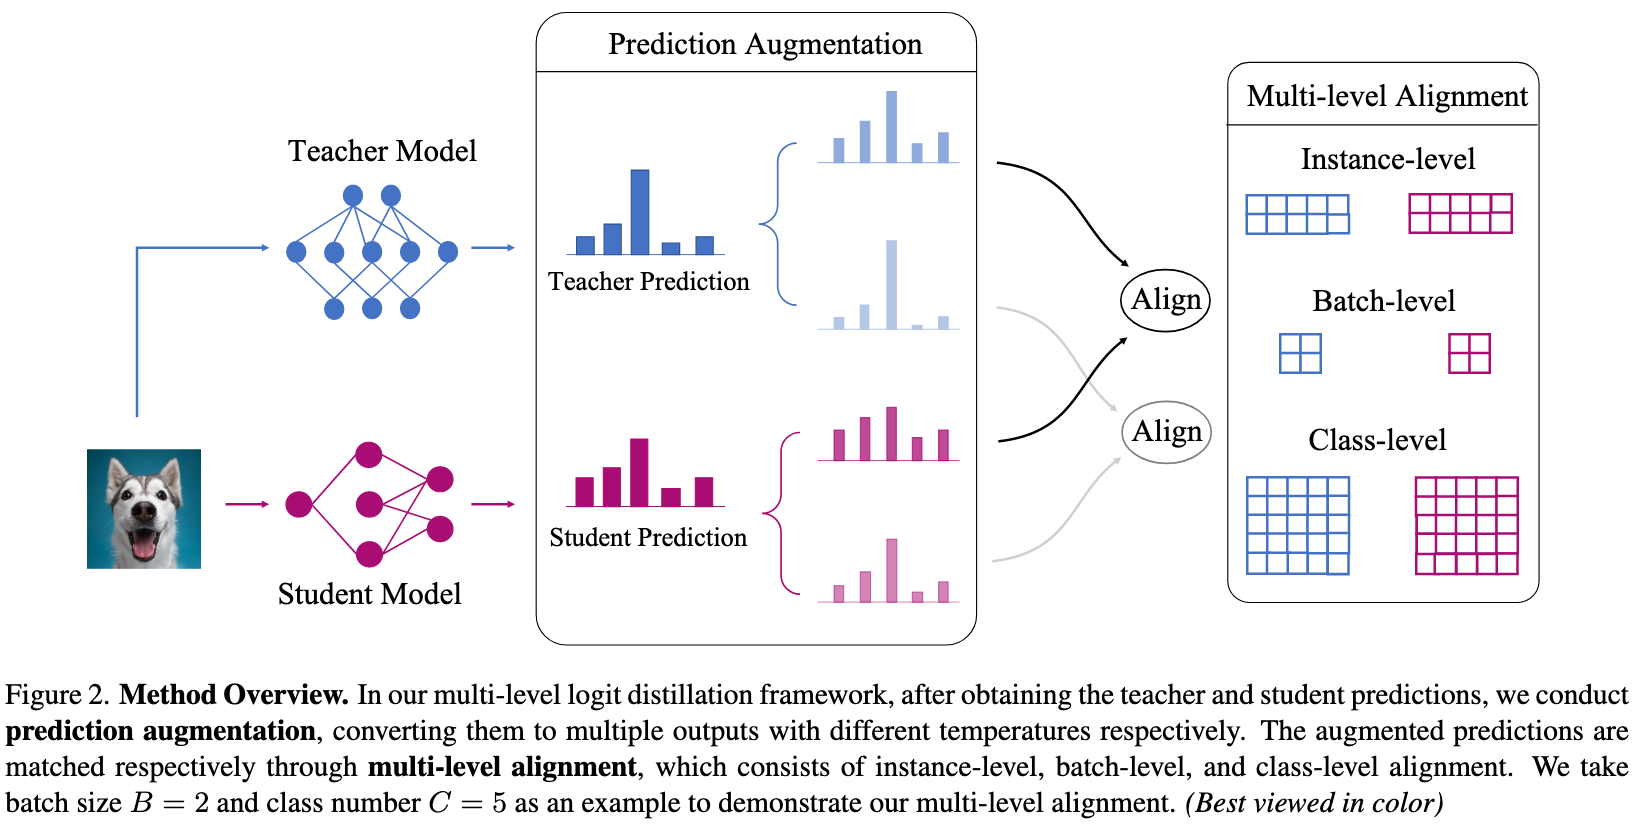 Prediction Augmentation
Multi-level Alignment
Teacher Model
Instance-level
Teacher Prediction
Align
Batch-level
Align
Class-level
Student Prediction
Student Model
Figure 2. Method Overview. In our multi-level logit distillation framework, after obtaining the teacher and student predictions, we conduct
prediction augmentation, converting them to multiple outputs with different temperatures respectively. The augmented predictions are
matched respectively through multi-level alignment, which consists of instance-level, batch-level, and class-level alignment. We take
batch size B = 2 and class number C = 5 as an example to demonstrate our multi-level alignment. (Best viewed in color)